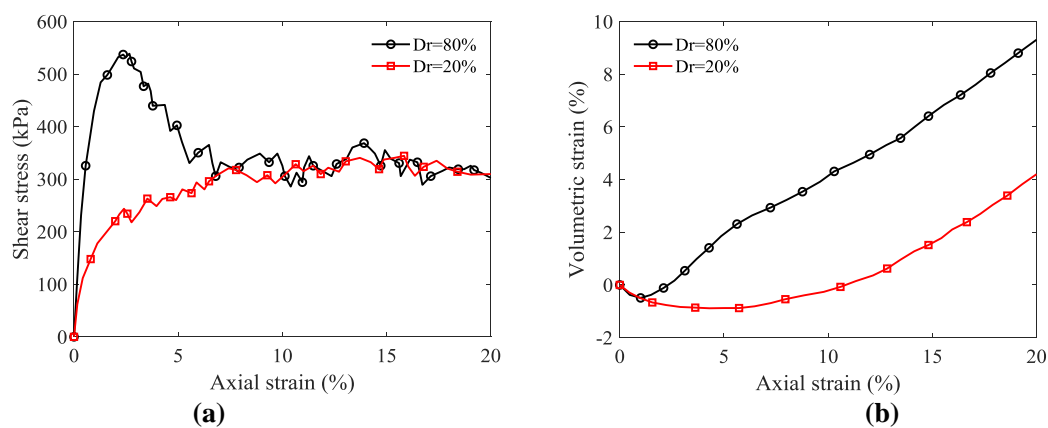 600
500
400
300
200
100
0
0 5 10 15 20
Shear stress (kPa)
Axial strain (%)
Dr=80%
Dr=20%
(a)
10
8
6
4
2
0
-2
0 5 10 15 20
Volumetric strain (%)
Axial strain (%)
Dr=80%
Dr=20%
(b)